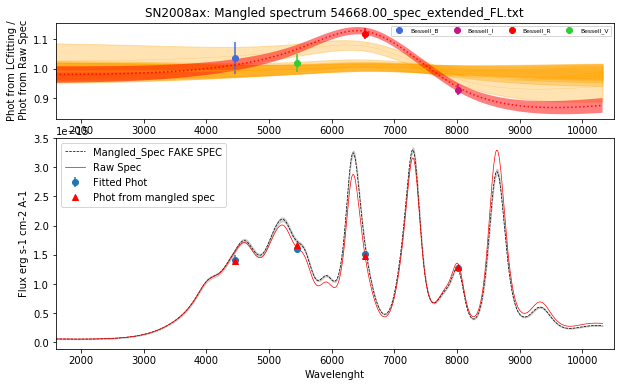 SN2008ax: Mangled spectrum 54668.00_spec_extended_FL.txt
Phot from LCfitting /
Phot from Raw Spec
1.1
1.0
0.9
Bessell_B
Bessell_I
Bessell_R
Bessell_V
2000 3000 4000 5000 6000 7000 8000 9000 10000
Flux erg s-1 cm-2 A-1
3.5
3.0
2.5
2.0
1.5
1.0
0.5
0.0
Mangled_Spec FAKE SPEC
Raw Spec
Fitted Phot
Phot from mangled spec
2000 3000 4000 5000 6000 7000 8000 9000 10000
Wavelenght